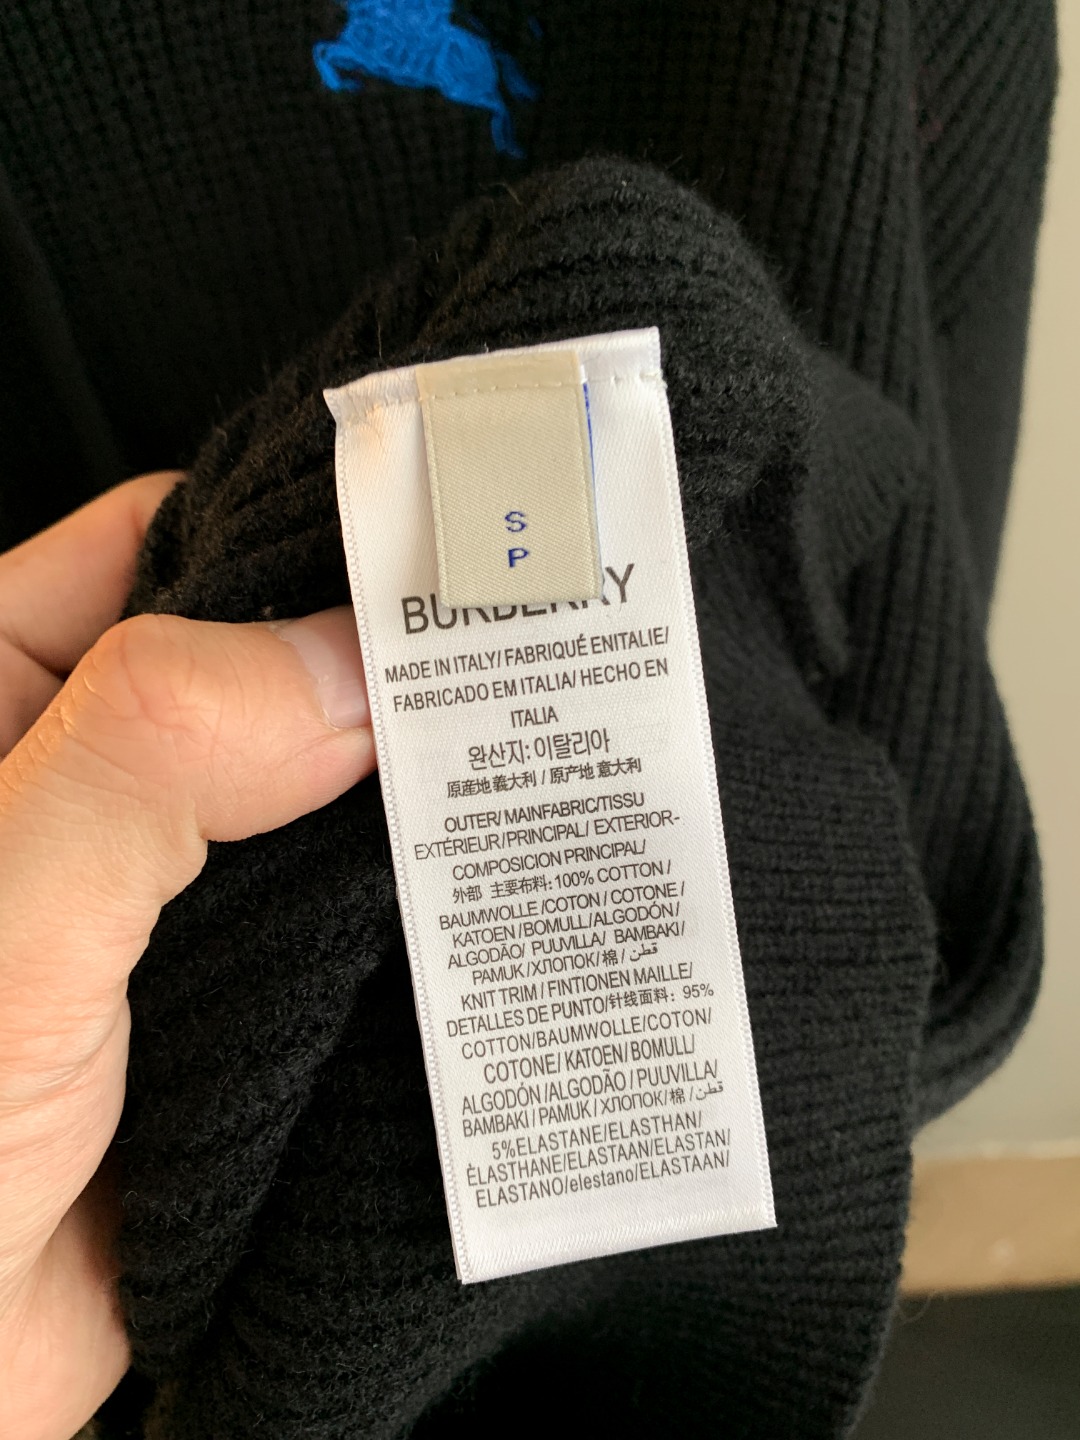 S
P
BURBERRY
MADE IN ITALY/ FABRIQUÉ ENITALIE/
FABRICADO EM ITALIA/ HECHO EN
ITALIA
완산지: 이탈리아
原産地 義大利 / 原产地 意大利
OUTER/ MAINFABRIC/TISSU
EXTÉRIEUR/PRINCIPAL/ EXTERIOR-
COMPOSICION PRINCIPAL/
外部 主要布料: 100% COTTON /
BAUMWOLLE /COTON / COTONE /
KATOEN / BOMULL/ALGODÓN /
ALGODÃO/ PUUVILLA/ BAMBAKI/
PAMUK/ХЛОПОК/棉/ قطن
KNIT TRIM / FINTIONEN MAILLE/
DETALLES DE PUNTO/针线面料: 95%
COTTON/BAUMWOLLE/COTON/
COTONE/ KATOEN/BOMULL/
ALGODÓN/ALGODÃO / PUUVILLA/
BAMBAKI / PAMUK / ХЛОПОК/棉 / قطن
5%ELASTANE/ELASTHAN/
ÈLASTHANE/ELASTAAN/ELASTAN/
ELASTANO/elestano/ELASTAAN/